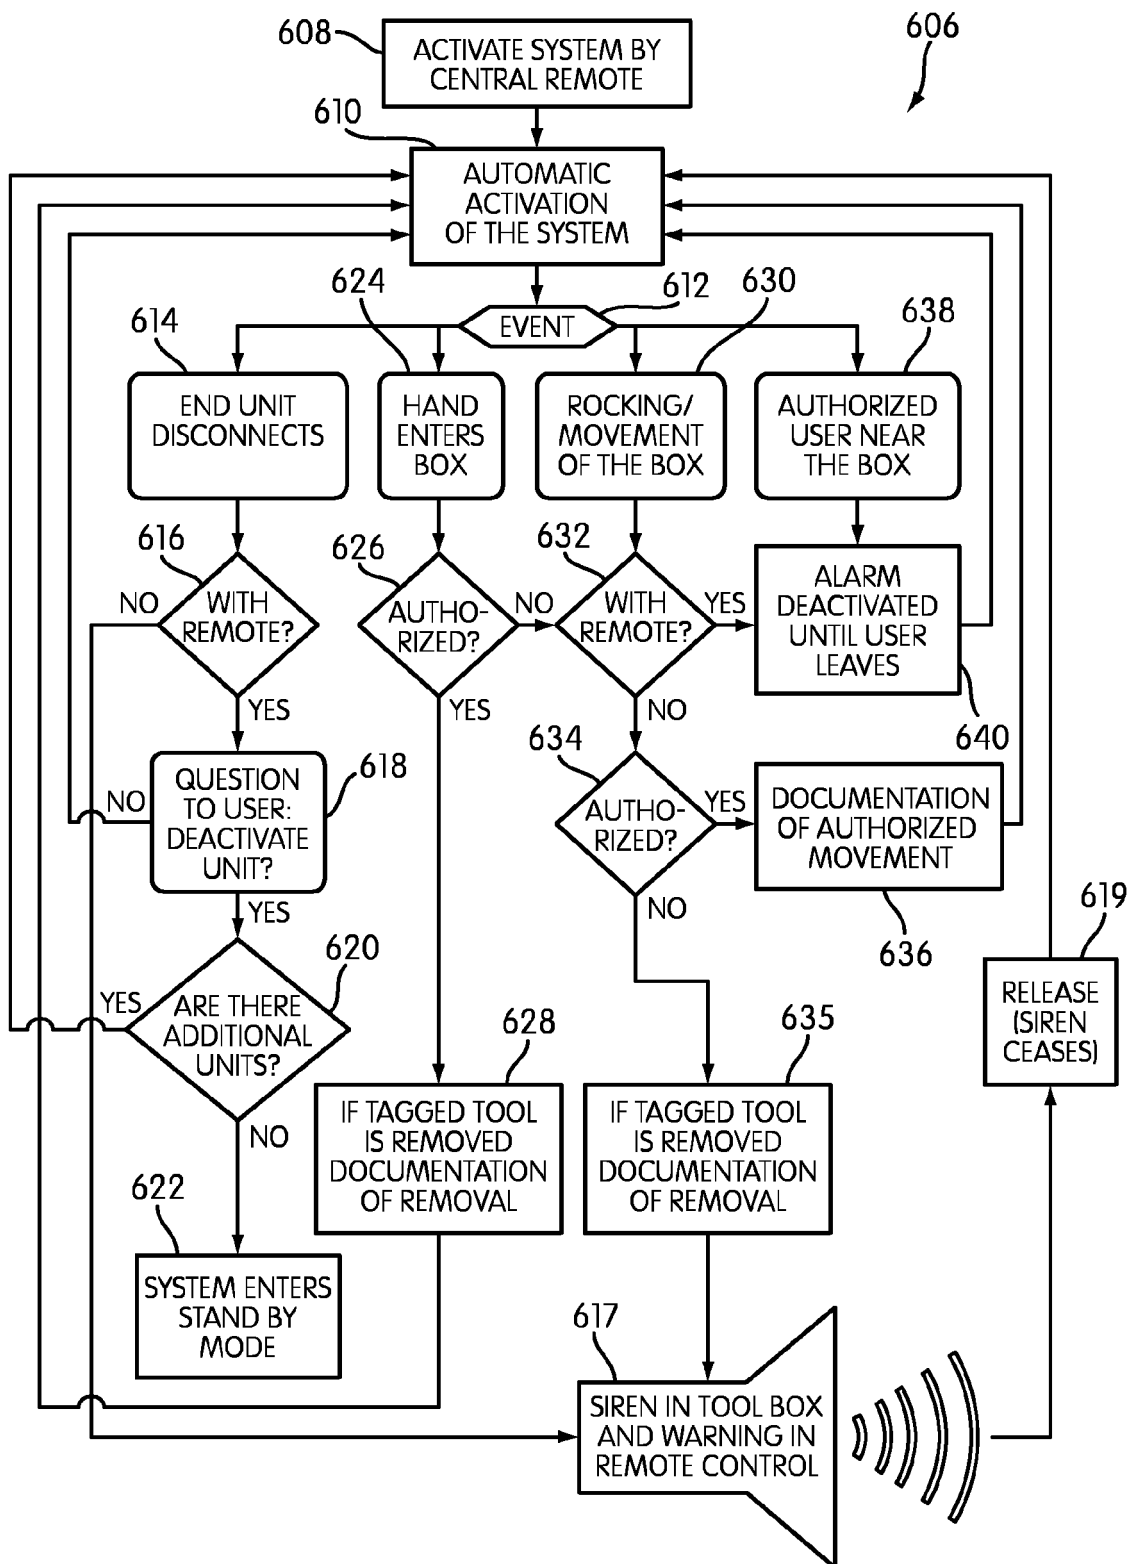 608
ACTIVATE SYSTEM BY
CENTRAL REMOTE
606
610
AUTOMATIC
ACTIVATION
OF THE SYSTEM
612
EVENT
614
END UNIT
DISCONNECTS
624
HAND
ENTERS
BOX
630
ROCKING/
MOVEMENT
OF THE BOX
638
AUTHORIZED
USER NEAR
THE BOX
616
NO
WITH
REMOTE?
YES
626
AUTHO-
RIZED?
NO
YES
632
WITH
REMOTE?
YES
NO
ALARM
DEACTIVATED
UNTIL USER
LEAVES
640
618
NO
QUESTION
TO USER:
DEACTIVATE
UNIT?
YES
634
AUTHO-
RIZED?
YES
NO
DOCUMENTATION
OF AUTHORIZED
MOVEMENT
636
619
RELEASE
(SIREN
CEASES)
620
YES
ARE THERE
ADDITIONAL
UNITS?
NO
628
IF TAGGED TOOL
IS REMOVED
DOCUMENTATION
OF REMOVAL
635
IF TAGGED TOOL
IS REMOVED
DOCUMENTATION
OF REMOVAL
622
SYSTEM ENTERS
STAND BY
MODE
617
SIREN IN TOOL BOX
AND WARNING IN
REMOTE CONTROL